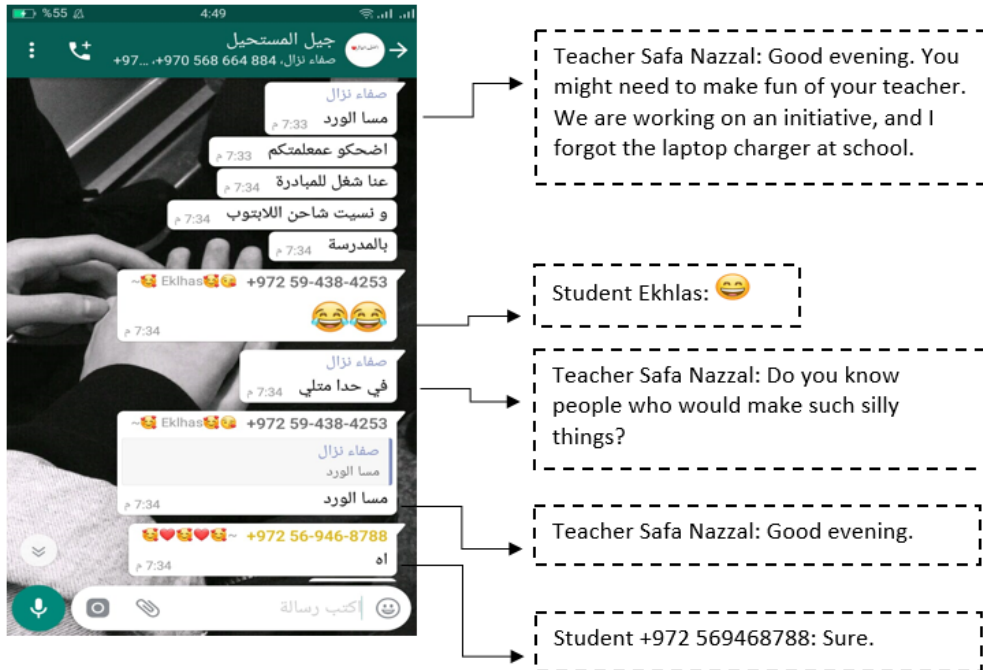 %55 4:49
جيل المستحيل
صفاء نزال، ‎+970 568 664 884، ‎+97...
صفاء نزال
مسا الورد 7:33 م
اضحكو عمعلمتكم 7:33 م
عنا شغل للمبادرة 7:34 م
و نسيت شاحن اللابتوب 7:34 م
بالمدرسة 7:34 م
~🥰 Eklhas🥰😘 +972 59-438-4253
😂😂
7:34 م
صفاء نزال
في حدا متلي 7:34 م
~🥰 Eklhas🥰😘 +972 59-438-4253
صفاء نزال
مسا الورد
مسا الورد 7:34 م
🥰❤️🥰❤️🥰~ +972 56-946-8788
اه 7:34 م
اكتب رسالة
Teacher Safa Nazzal: Good evening. You
might need to make fun of your teacher.
We are working on an initiative, and I
forgot the laptop charger at school.
Student Ekhlas: 😄
Teacher Safa Nazzal: Do you know
people who would make such silly
things?
Teacher Safa Nazzal: Good evening.
Student +972 569468788: Sure.